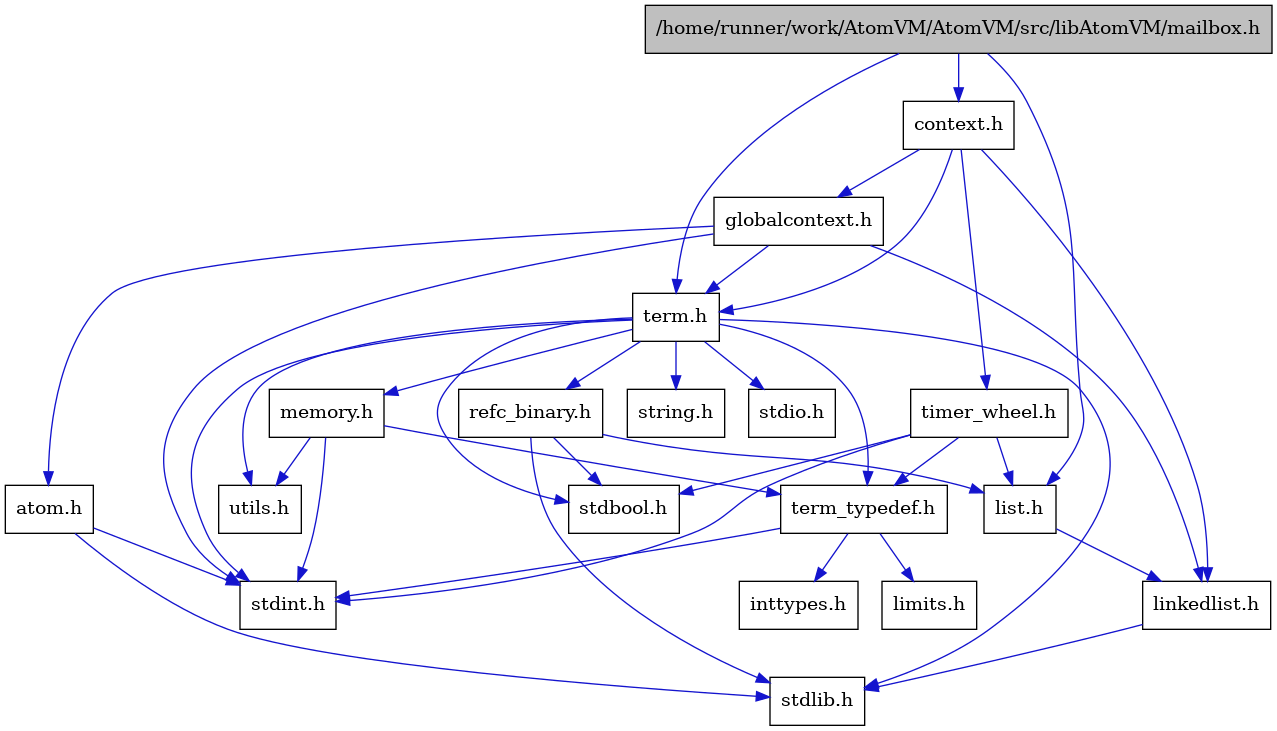 /home/runner/work/AtomVM/AtomVM/src/libAtomVM/mailbox.h
context.h
globalcontext.h
term.h
memory.h
refc_binary.h
string.h
stdio.h
timer_wheel.h
atom.h
utils.h
stdbool.h
term_typedef.h
list.h
stdint.h
inttypes.h
limits.h
linkedlist.h
stdlib.h